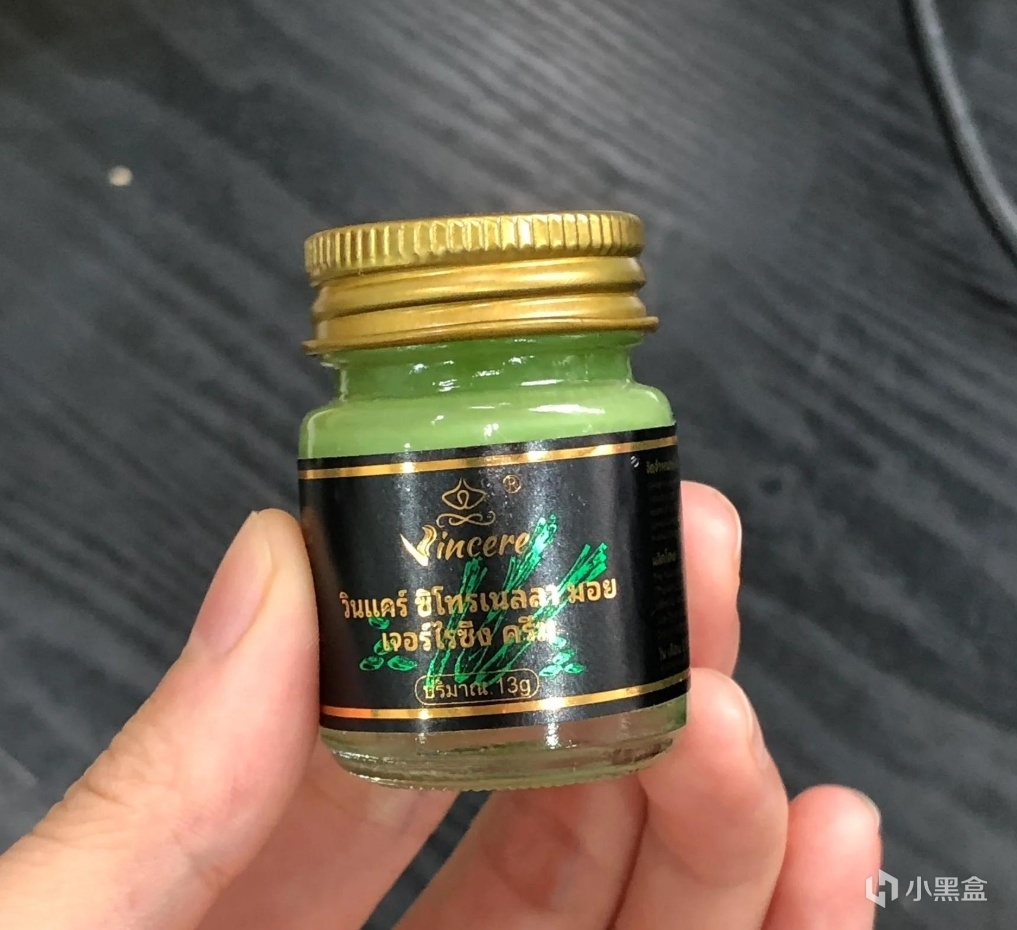 ®
Vincere
วินแคร์ ซิโทรเนลลา มอย
เจอร์ไรซิง ครีม
ปริมาณ 13g
小黑盒